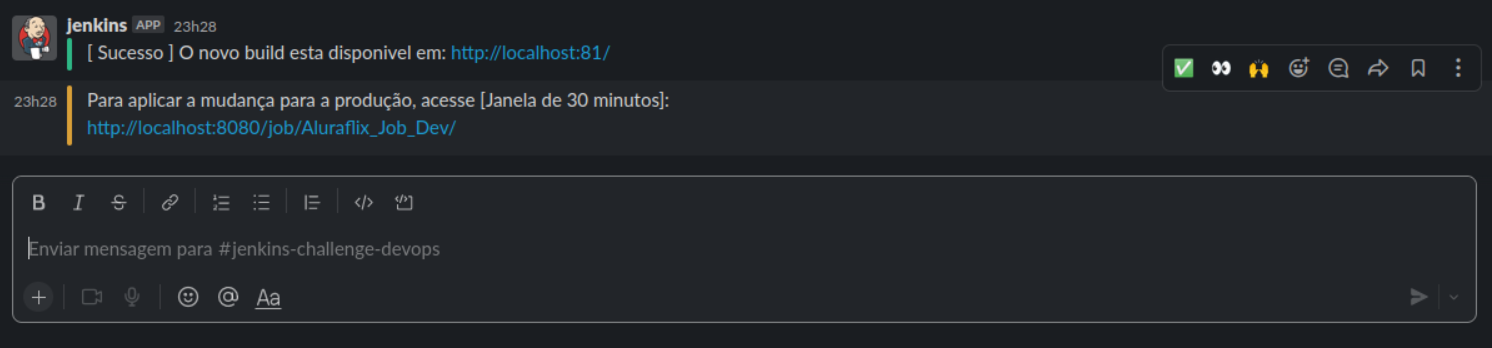 jenkins APP 23h28
[ Sucesso ] O novo build esta disponivel em: http://localhost:81/
23h28 Para aplicar a mudança para a produção, acesse [Janela de 30 minutos]:
http://localhost:8080/job/Aluraflix_Job_Dev/
B I S
Enviar mensagem para #jenkins-challenge-devops
Aa